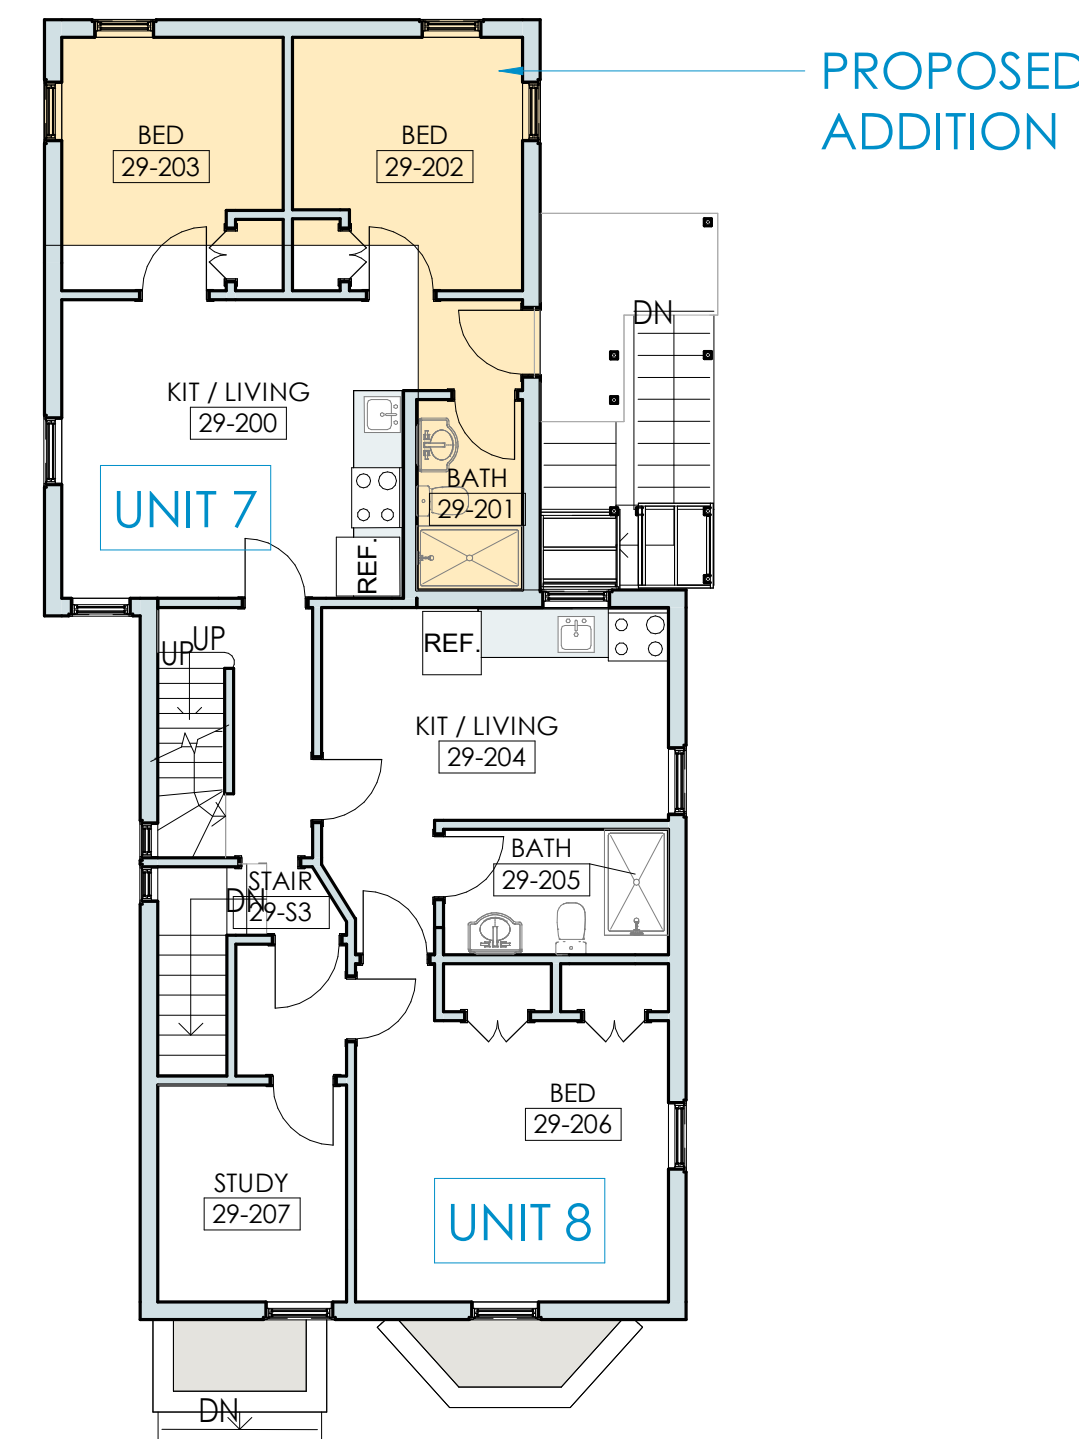 PROPOSED
ADDITION
BED
29-203
BED
29-202
DN
KIT / LIVING
29-200
UNIT 7
BATH
29-201
REF.
UP
UP
REF.
KIT / LIVING
29-204
BATH
29-205
STAIR
DN
29-S3
BED
29-206
STUDY
29-207
UNIT 8
DN